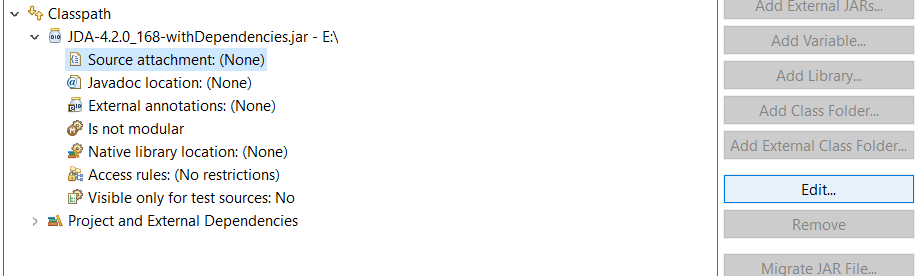 Classpath
JDA-4.2.0_168-withDependencies.jar - E:\
Source attachment: (None)
Javadoc location: (None)
External annotations: (None)
Is not modular
Native library location: (None)
Access rules: (No restrictions)
Visible only for test sources: No
Project and External Dependencies
Add External JARs...
Add Variable...
Add Library...
Add Class Folder...
Add External Class Folder...
Edit...
Remove
Migrate JAR File...